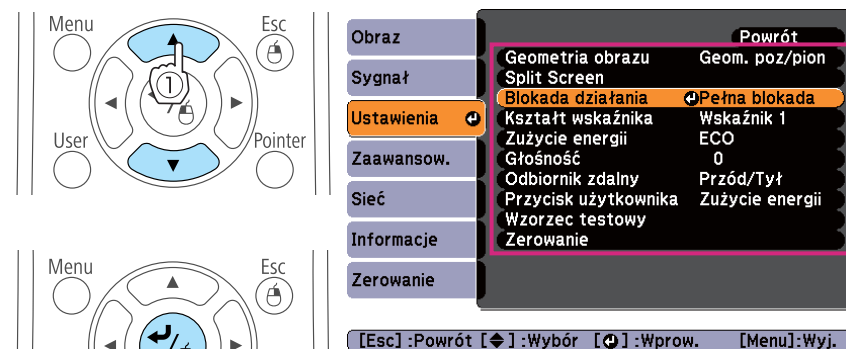 Menu
Esc
①
User
Pointer
Menu
Esc
Obraz
Sygnał
Ustawienia
Zaawansow.
Sieć
Informacje
Zerowanie
Powrót
Geometria obrazu Geom. poz/pion
Split Screen
Blokada działania Pełna blokada
Kształt wskaźnika Wskaźnik 1
Zużycie energii ECO
Głośność 0
Odbiornik zdalny Przód/Tył
Przycisk użytkownika Zużycie energii
Wzorzec testowy
Zerowanie
[Esc] :Powrót [◆] :Wybór [⏎] :Wprow. [Menu]:Wyj.